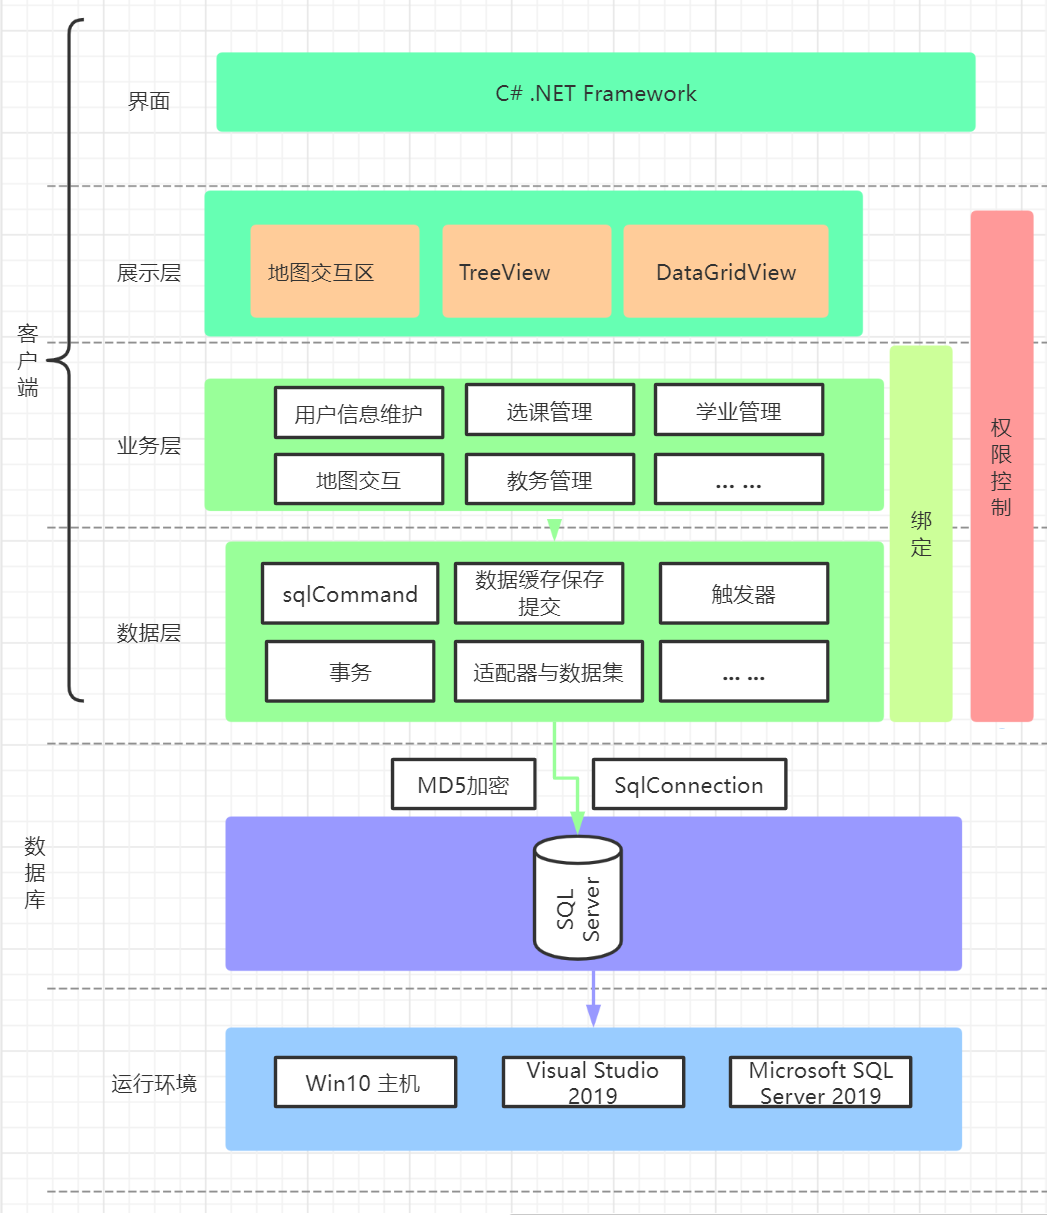 界面
C# .NET Framework
展示层
地图交互区
TreeView
DataGridView
客
户
端
业务层
用户信息维护
选课管理
学业管理
地图交互
教务管理
... ...
绑
定
权
限
控
制
数据层
sqlCommand
数据缓存保存
提交
触发器
事务
适配器与数据集
... ...
MD5加密
SqlConnection
数
据
库
SQL
Server
运行环境
Win10 主机
Visual Studio
2019
Microsoft SQL
Server 2019